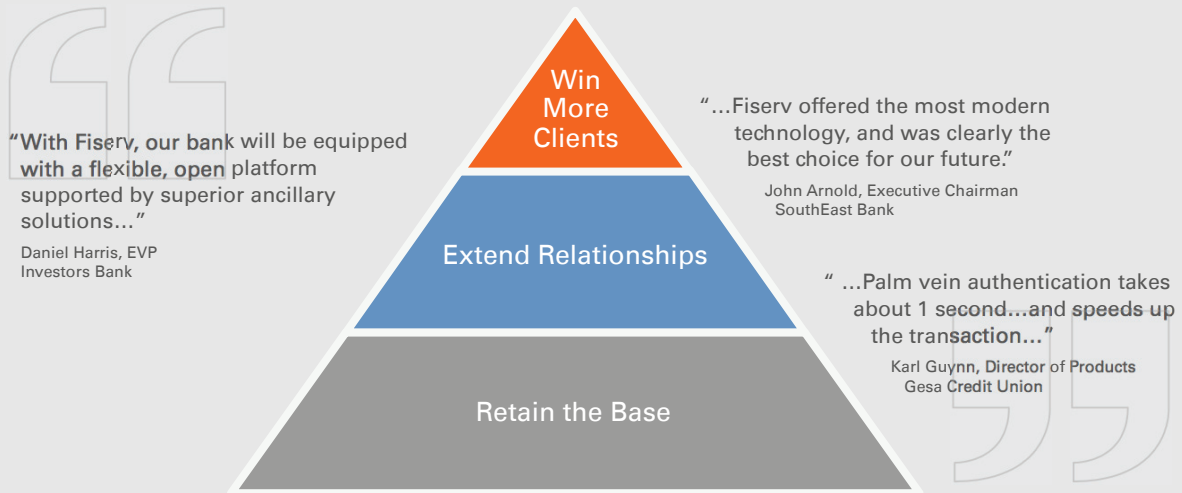 Win
More
Clients
“With Fiserv, our bank will be equipped
with a flexible, open platform
supported by superior ancillary
solutions…”
Daniel Harris, EVP
Investors Bank
“…Fiserv offered the most modern
technology, and was clearly the
best choice for our future.”
John Arnold, Executive Chairman
SouthEast Bank
Extend Relationships
“ …Palm vein authentication takes
about 1 second…and speeds up
the transaction…”
Karl Guynn, Director of Products
Gesa Credit Union
Retain the Base